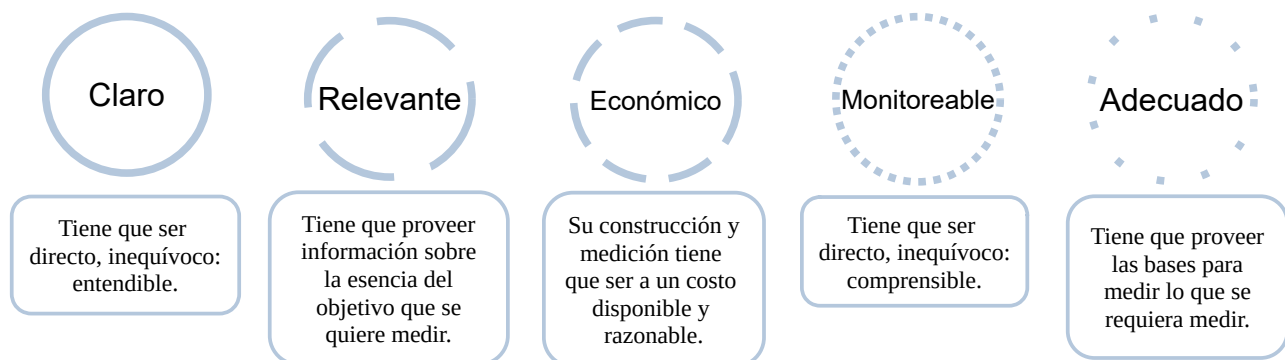 Claro
Tiene que ser
directo, inequívoco:
entendible.
Relevante
Tiene que proveer
información sobre
la esencia del
objetivo que se
quiere medir.
Económico
Su construcción y
medición tiene
que ser a un costo
disponible y
razonable.
Monitoreable
Tiene que ser
directo, inequívoco:
comprensible.
Adecuado
Tiene que proveer
las bases para
medir lo que se
requiera medir.